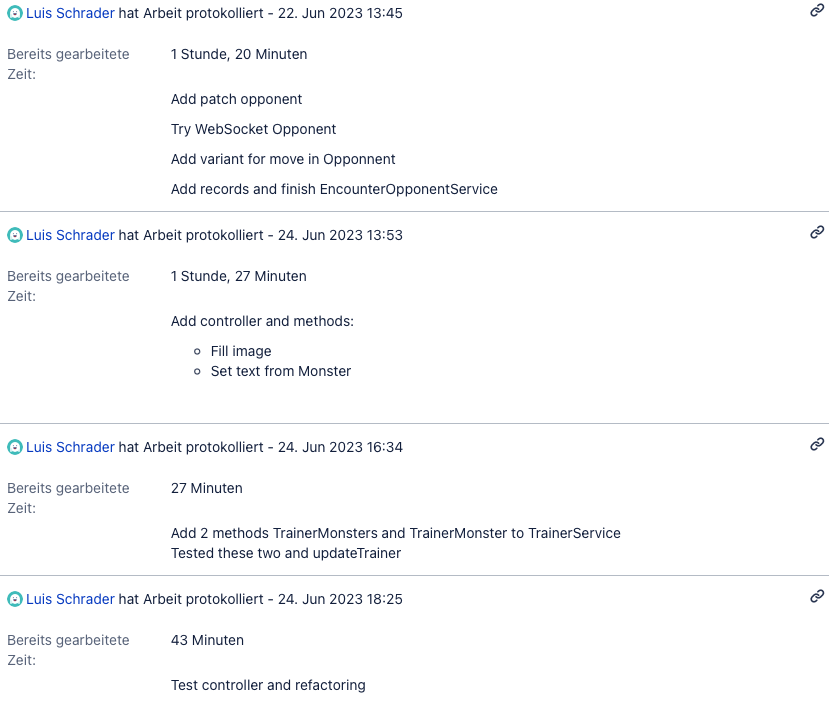 Luis Schrader hat Arbeit protokolliert - 22. Jun 2023 13:45
Bereits gearbeitete Zeit:
1 Stunde, 20 Minuten
Add patch opponent
Try WebSocket Opponent
Add variant for move in Opponnent
Add records and finish EncounterOpponentService
Luis Schrader hat Arbeit protokolliert - 24. Jun 2023 13:53
Bereits gearbeitete Zeit:
1 Stunde, 27 Minuten
Add controller and methods:
Fill image
Set text from Monster
Luis Schrader hat Arbeit protokolliert - 24. Jun 2023 16:34
Bereits gearbeitete Zeit:
27 Minuten
Add 2 methods TrainerMonsters and TrainerMonster to TrainerService
Tested these two and updateTrainer
Luis Schrader hat Arbeit protokolliert - 24. Jun 2023 18:25
Bereits gearbeitete Zeit:
43 Minuten
Test controller and refactoring